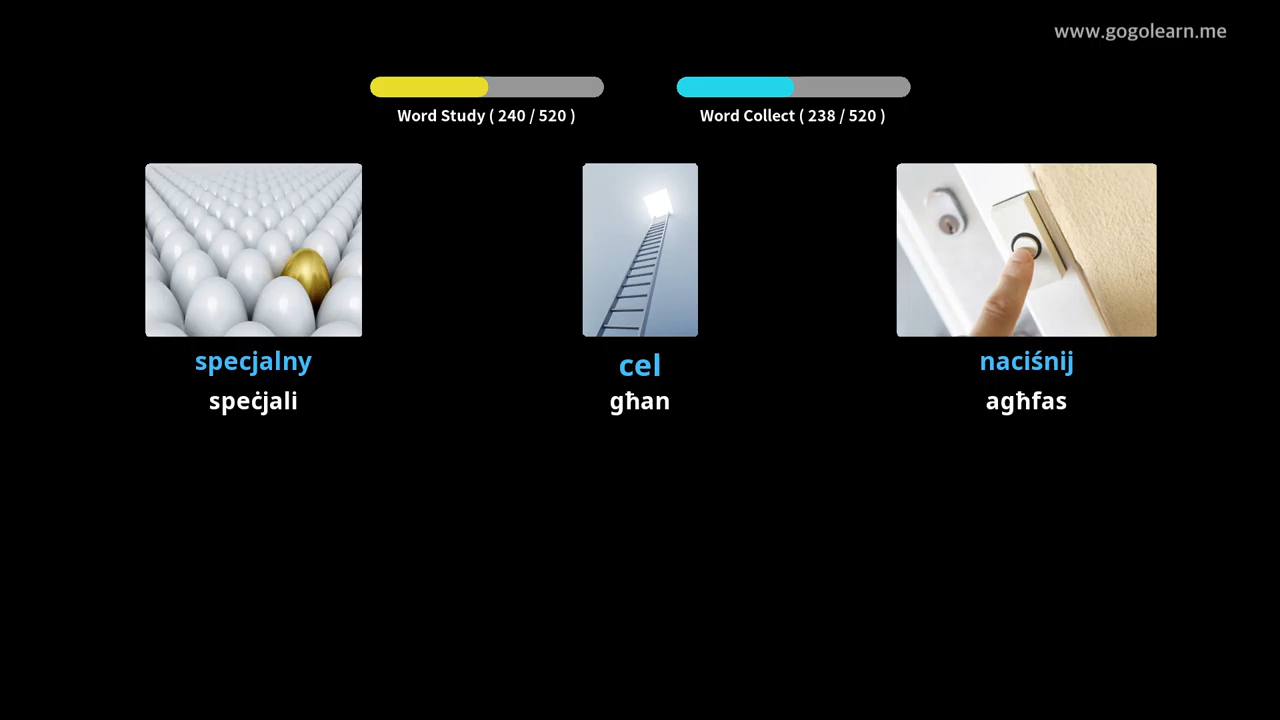 www.gogolearn.me
Word Study ( 240 / 520 )
Word Collect ( 238 / 520 )
specjalny
speċjali
cel
għan
naciśnij
agħfas